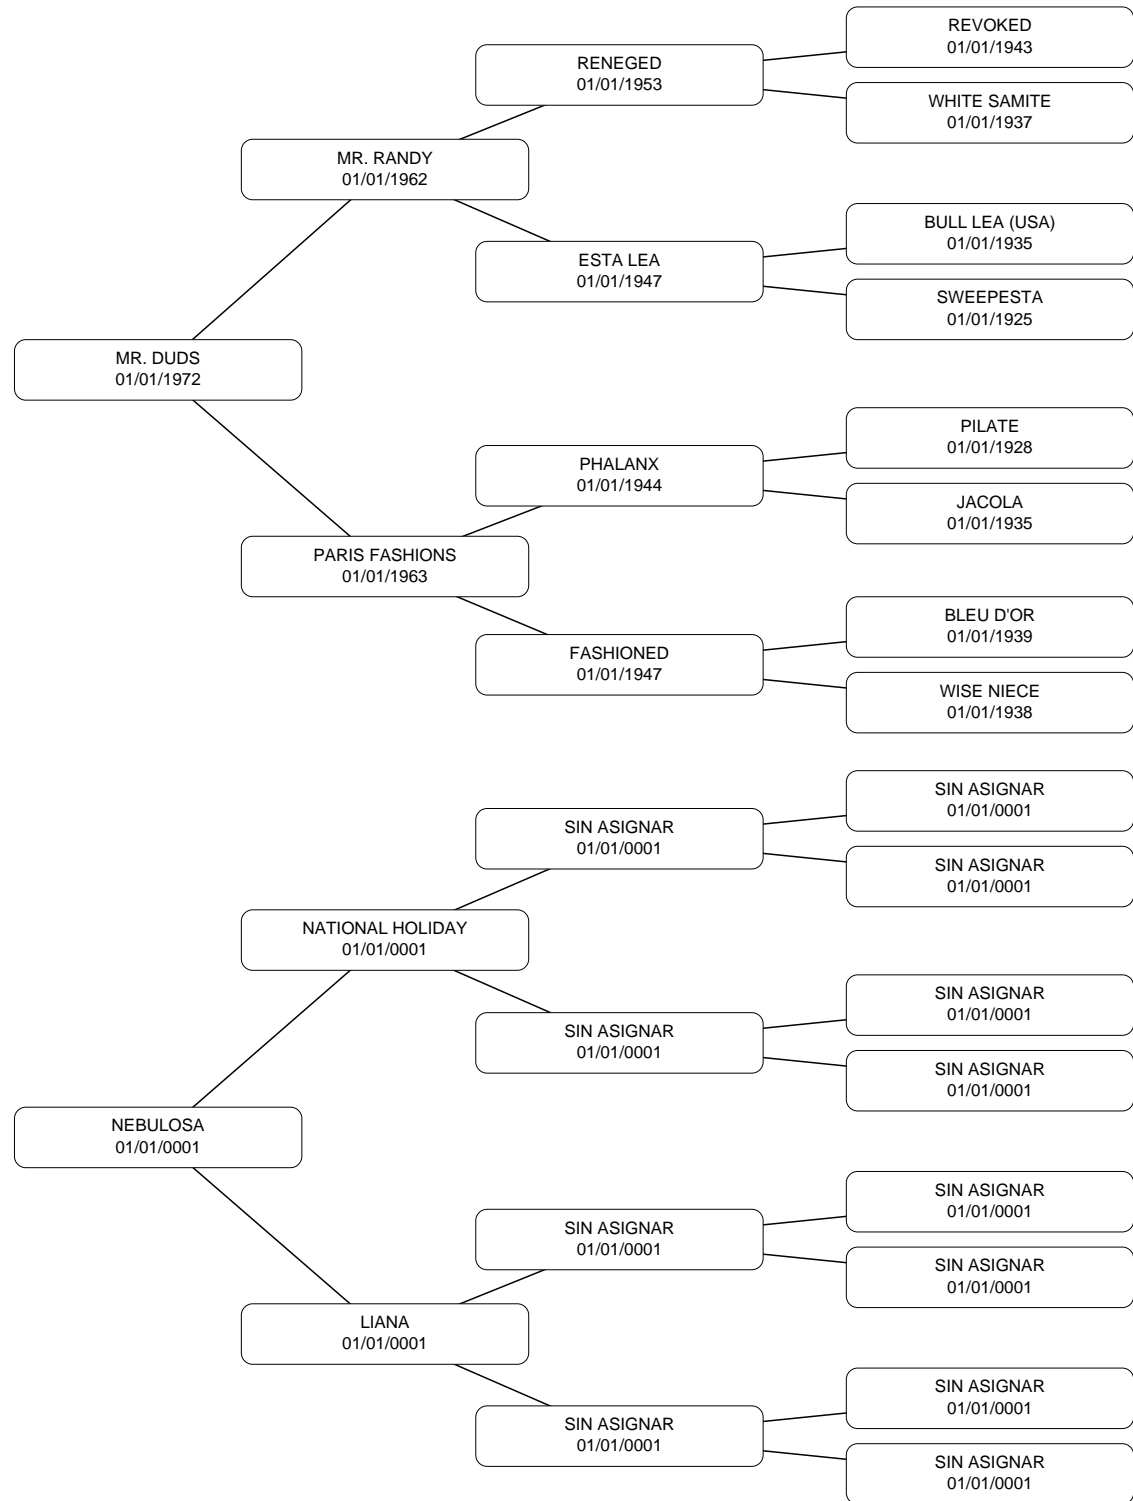 REVOKED
01/01/1943
RENEGED
01/01/1953
WHITE SAMITE
01/01/1937
MR. RANDY
01/01/1962
BULL LEA (USA)
01/01/1935
ESTA LEA
01/01/1947
SWEEPESTA
01/01/1925
MR. DUDS
01/01/1972
PILATE
01/01/1928
PHALANX
01/01/1944
JACOLA
01/01/1935
PARIS FASHIONS
01/01/1963
BLEU D'OR
01/01/1939
FASHIONED
01/01/1947
WISE NIECE
01/01/1938
SIN ASIGNAR
01/01/0001
SIN ASIGNAR
01/01/0001
SIN ASIGNAR
01/01/0001
NATIONAL HOLIDAY
01/01/0001
SIN ASIGNAR
01/01/0001
SIN ASIGNAR
01/01/0001
SIN ASIGNAR
01/01/0001
NEBULOSA
01/01/0001
SIN ASIGNAR
01/01/0001
SIN ASIGNAR
01/01/0001
SIN ASIGNAR
01/01/0001
LIANA
01/01/0001
SIN ASIGNAR
01/01/0001
SIN ASIGNAR
01/01/0001
SIN ASIGNAR
01/01/0001